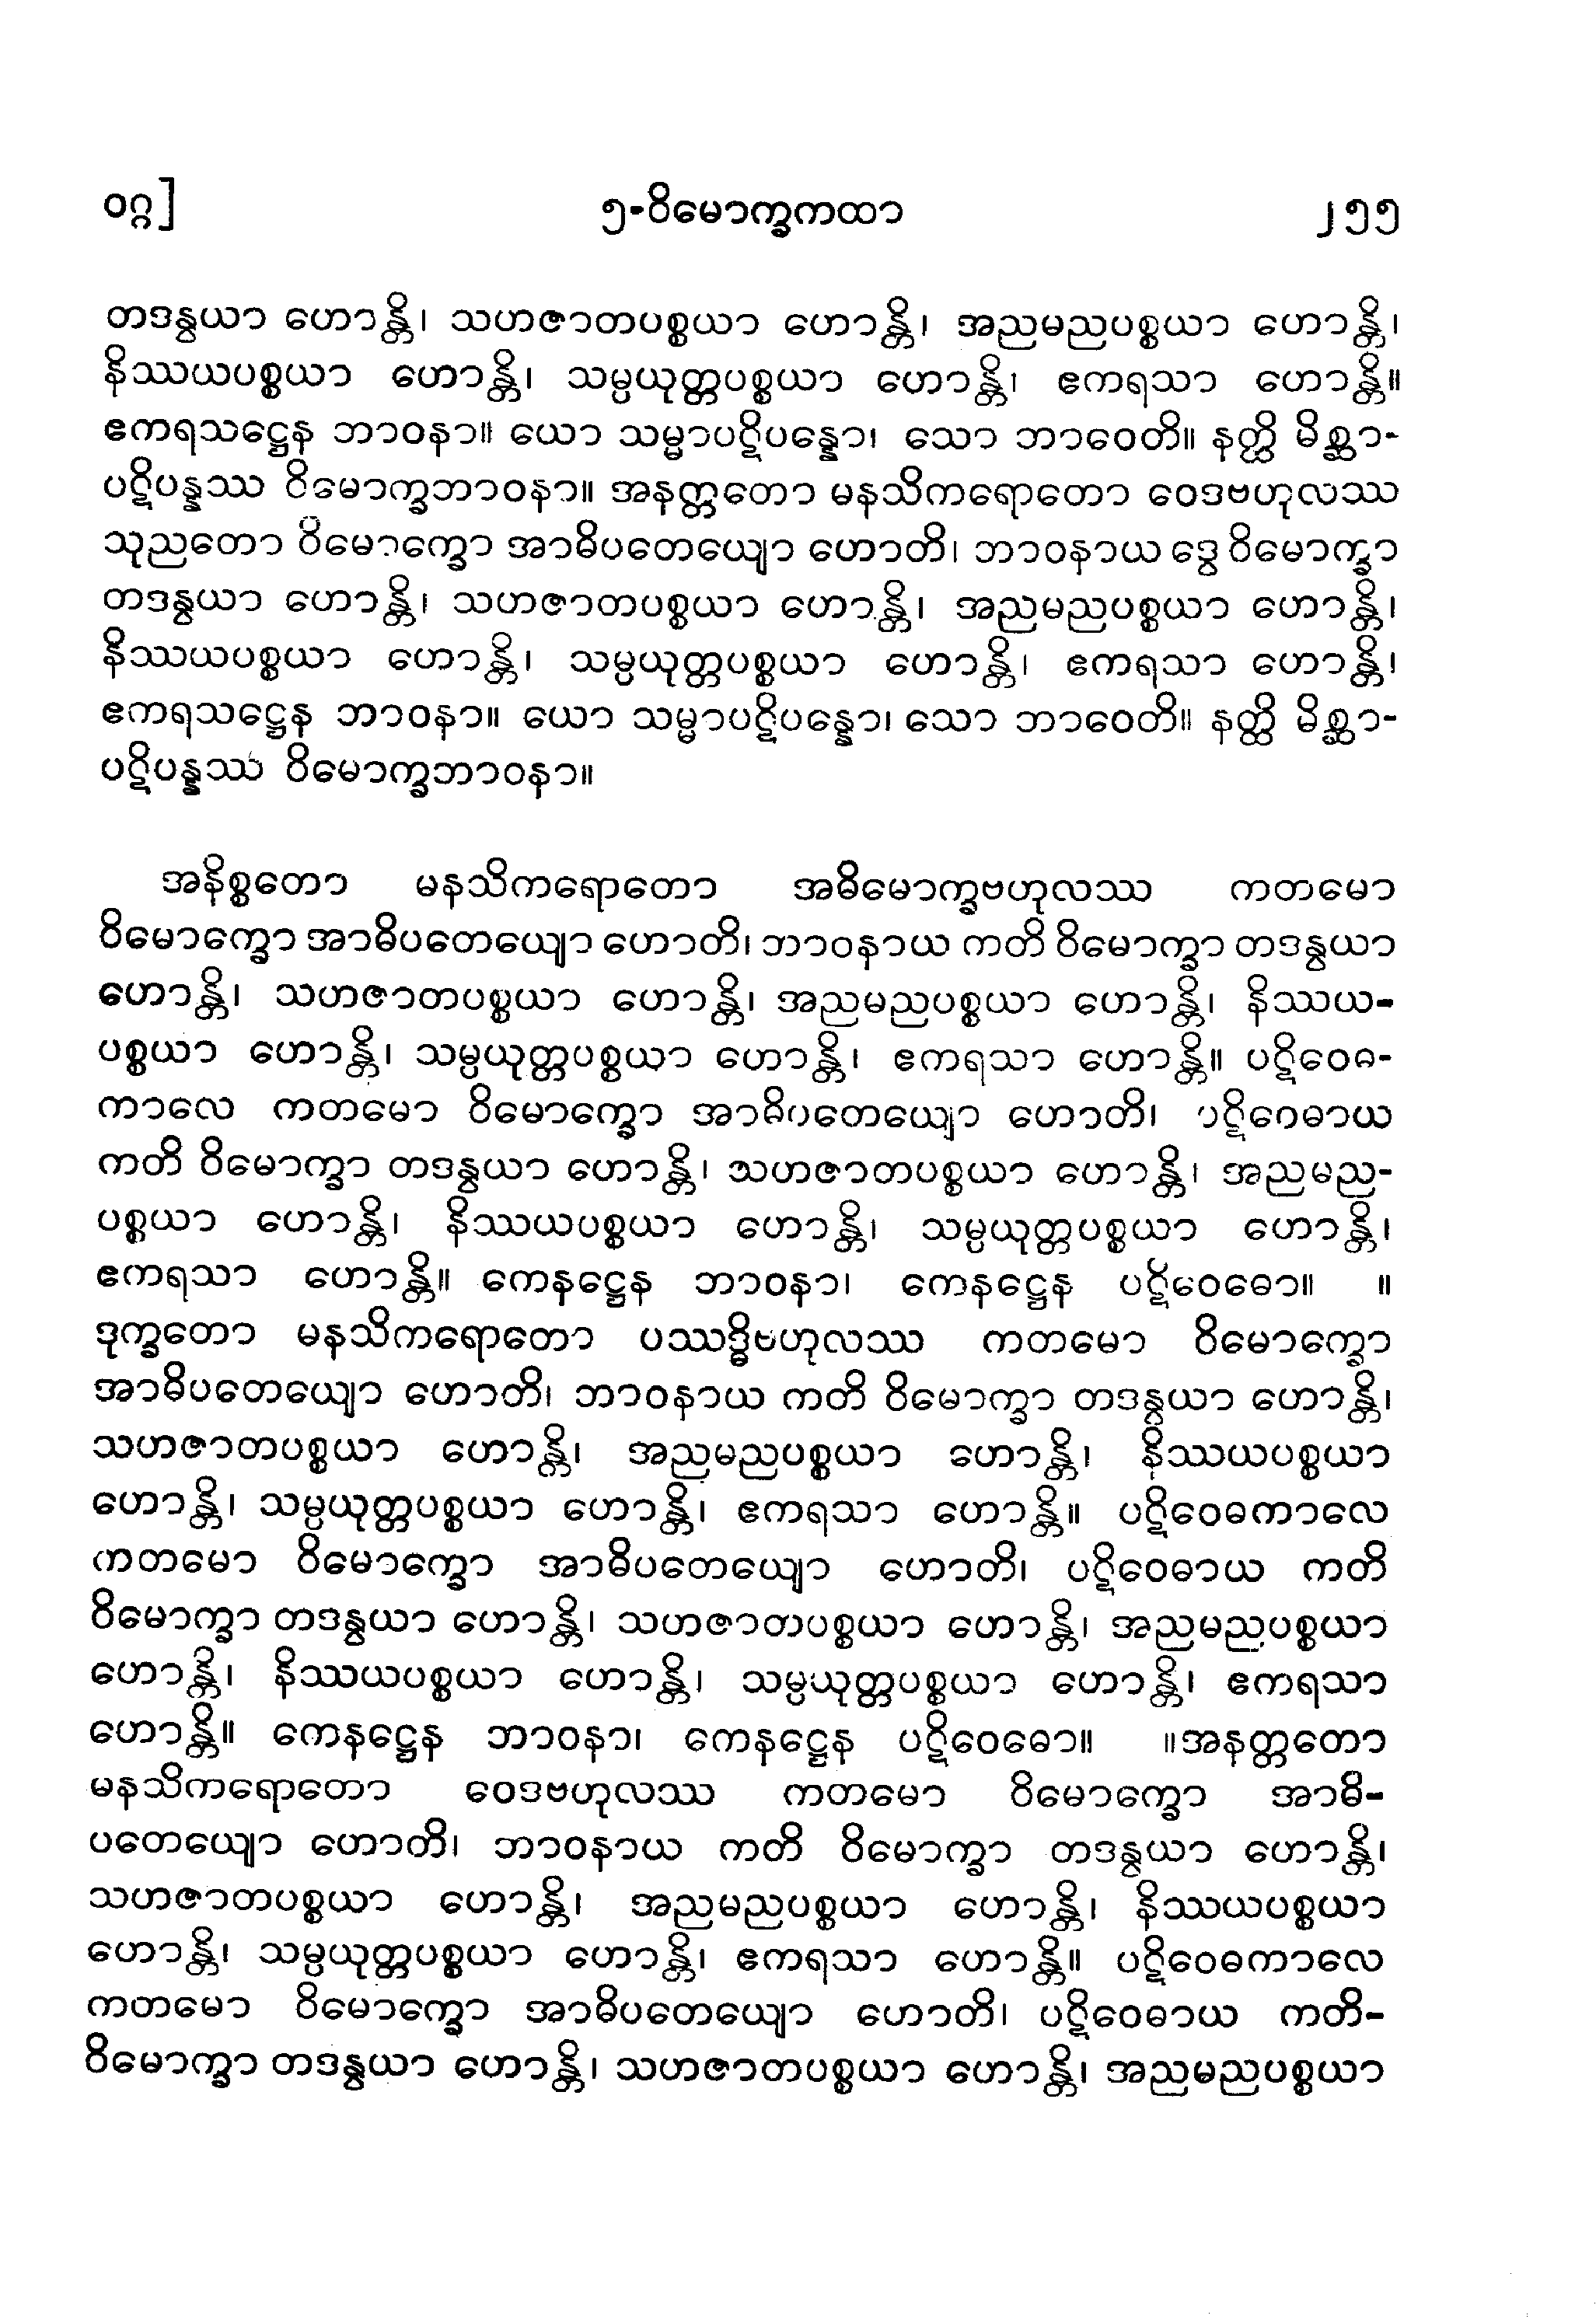 ဝဂ္ဂ]
၅-ဝိမောက္ခကထာ
၂၅၅
တဒန္ဝယာ ဟောန္တိ၊ သဟဇာတပစ္စယာ ဟောန္တိ၊ အညမညပစ္စယာ ဟောန္တိ၊
နိဿယပစ္စယာ ဟောန္တိ၊ သမ္ပယုတ္တပစ္စယာ ဟောန္တိ၊ ဧကရသာ ဟောန္တိ။
ဧကရသဋ္ဌေန ဘာဝနာ။ ယော သမ္မာပဋိပန္နော၊ သော ဘာဝေတိ။ နတ္ထိ မိစ္ဆာ-
ပဋိပန္နဿ ဝိမောက္ခဘာဝနာ။ အနတ္တတော မနသိကရောတော ဝေဒဗဟုလဿ
သုညတော ဝိမောက္ခော အာဓိပတေယျော ဟောတိ၊ ဘာဝနာယ ဒွေ ဝိမောက္ခာ
တဒန္ဝယာ ဟောန္တိ၊ သဟဇာတပစ္စယာ ဟောန္တိ၊ အညမညပစ္စယာ ဟောန္တိ၊
နိဿယပစ္စယာ ဟောန္တိ၊ သမ္ပယုတ္တပစ္စယာ ဟောန္တိ၊ ဧကရသာ ဟောန္တိ၊
ဧကရသဋ္ဌေန ဘာဝနာ။ ယော သမ္မာပဋိပန္နော၊ သော ဘာဝေတိ။ နတ္ထိ မိစ္ဆာ-
ပဋိပန္နဿ ဝိမောက္ခဘာဝနာ။
အနိစ္စတော မနသိကရောတော အဓိမောက္ခဗဟုလဿ ကတမော
ဝိမောက္ခော အာဓိပတေယျော ဟောတိ၊ ဘာဝနာယ ကတိ ဝိမောက္ခာ တဒန္ဝယာ
ဟောန္တိ၊ သဟဇာတပစ္စယာ ဟောန္တိ၊ အညမညပစ္စယာ ဟောန္တိ၊ နိဿယ-
ပစ္စယာ ဟောန္တိ၊ သမ္ပယုတ္တပစ္စယာ ဟောန္တိ၊ ဧကရသာ ဟောန္တိ။ ပဋိဝေဓ-
ကာလေ ကတမော ဝိမောက္ခော အာဓိပတေယျော ဟောတိ၊ ပဋိဝေဓာယ
ကတိ ဝိမောက္ခာ တဒန္ဝယာ ဟောန္တိ၊ သဟဇာတပစ္စယာ ဟောန္တိ၊ အညမည-
ပစ္စယာ ဟောန္တိ၊ နိဿယပစ္စယာ ဟောန္တိ၊ သမ္ပယုတ္တပစ္စယာ ဟောန္တိ၊
ဧကရသာ ဟောန္တိ။ ကေနဋ္ဌေန ဘာဝနာ၊ ကေနဋ္ဌေန ပဋိဝေဓော။ ။
ဒုက္ခတော မနသိကရောတော ပဿဒ္ဓိဗဟုလဿ ကတမော ဝိမောက္ခော
အာဓိပတေယျော ဟောတိ၊ ဘာဝနာယ ကတိ ဝိမောက္ခာ တဒန္ဝယာ ဟောန္တိ၊
သဟဇာတပစ္စယာ ဟောန္တိ၊ အညမညပစ္စယာ ဟောန္တိ၊ နိဿယပစ္စယာ
ဟောန္တိ၊ သမ္ပယုတ္တပစ္စယာ ဟောန္တိ၊ ဧကရသာ ဟောန္တိ။ ပဋိဝေဓကာလေ
ကတမော ဝိမောက္ခော အာဓိပတေယျော ဟောတိ၊ ပဋိဝေဓာယ ကတိ
ဝိမောက္ခာ တဒန္ဝယာ ဟောန္တိ၊ သဟဇာတပစ္စယာ ဟောန္တိ၊ အညမညပစ္စယာ
ဟောန္တိ၊ နိဿယပစ္စယာ ဟောန္တိ၊ သမ္ပယုတ္တပစ္စယာ ဟောန္တိ၊ ဧကရသာ
ဟောန္တိ။ ကေနဋ္ဌေန ဘာဝနာ၊ ကေနဋ္ဌေန ပဋိဝေဓော။ ။အနတ္တတော
မနသိကရောတော ဝေဒဗဟုလဿ ကတမော ဝိမောက္ခော အာဓိ-
ပတေယျော ဟောတိ၊ ဘာဝနာယ ကတိ ဝိမောက္ခာ တဒန္ဝယာ ဟောန္တိ၊
သဟဇာတပစ္စယာ ဟောန္တိ၊ အညမညပစ္စယာ ဟောန္တိ၊ နိဿယပစ္စယာ
ဟောန္တိ၊ သမ္ပယုတ္တပစ္စယာ ဟောန္တိ၊ ဧကရသာ ဟောန္တိ။ ပဋိဝေဓကာလေ
ကတမော ဝိမောက္ခော အာဓိပတေယျော ဟောတိ၊ ပဋိဝေဓာယ ကတိ-
ဝိမောက္ခာ တဒန္ဝယာ ဟောန္တိ၊ သဟဇာတပစ္စယာ ဟောန္တိ၊ အညမညပစ္စယာ